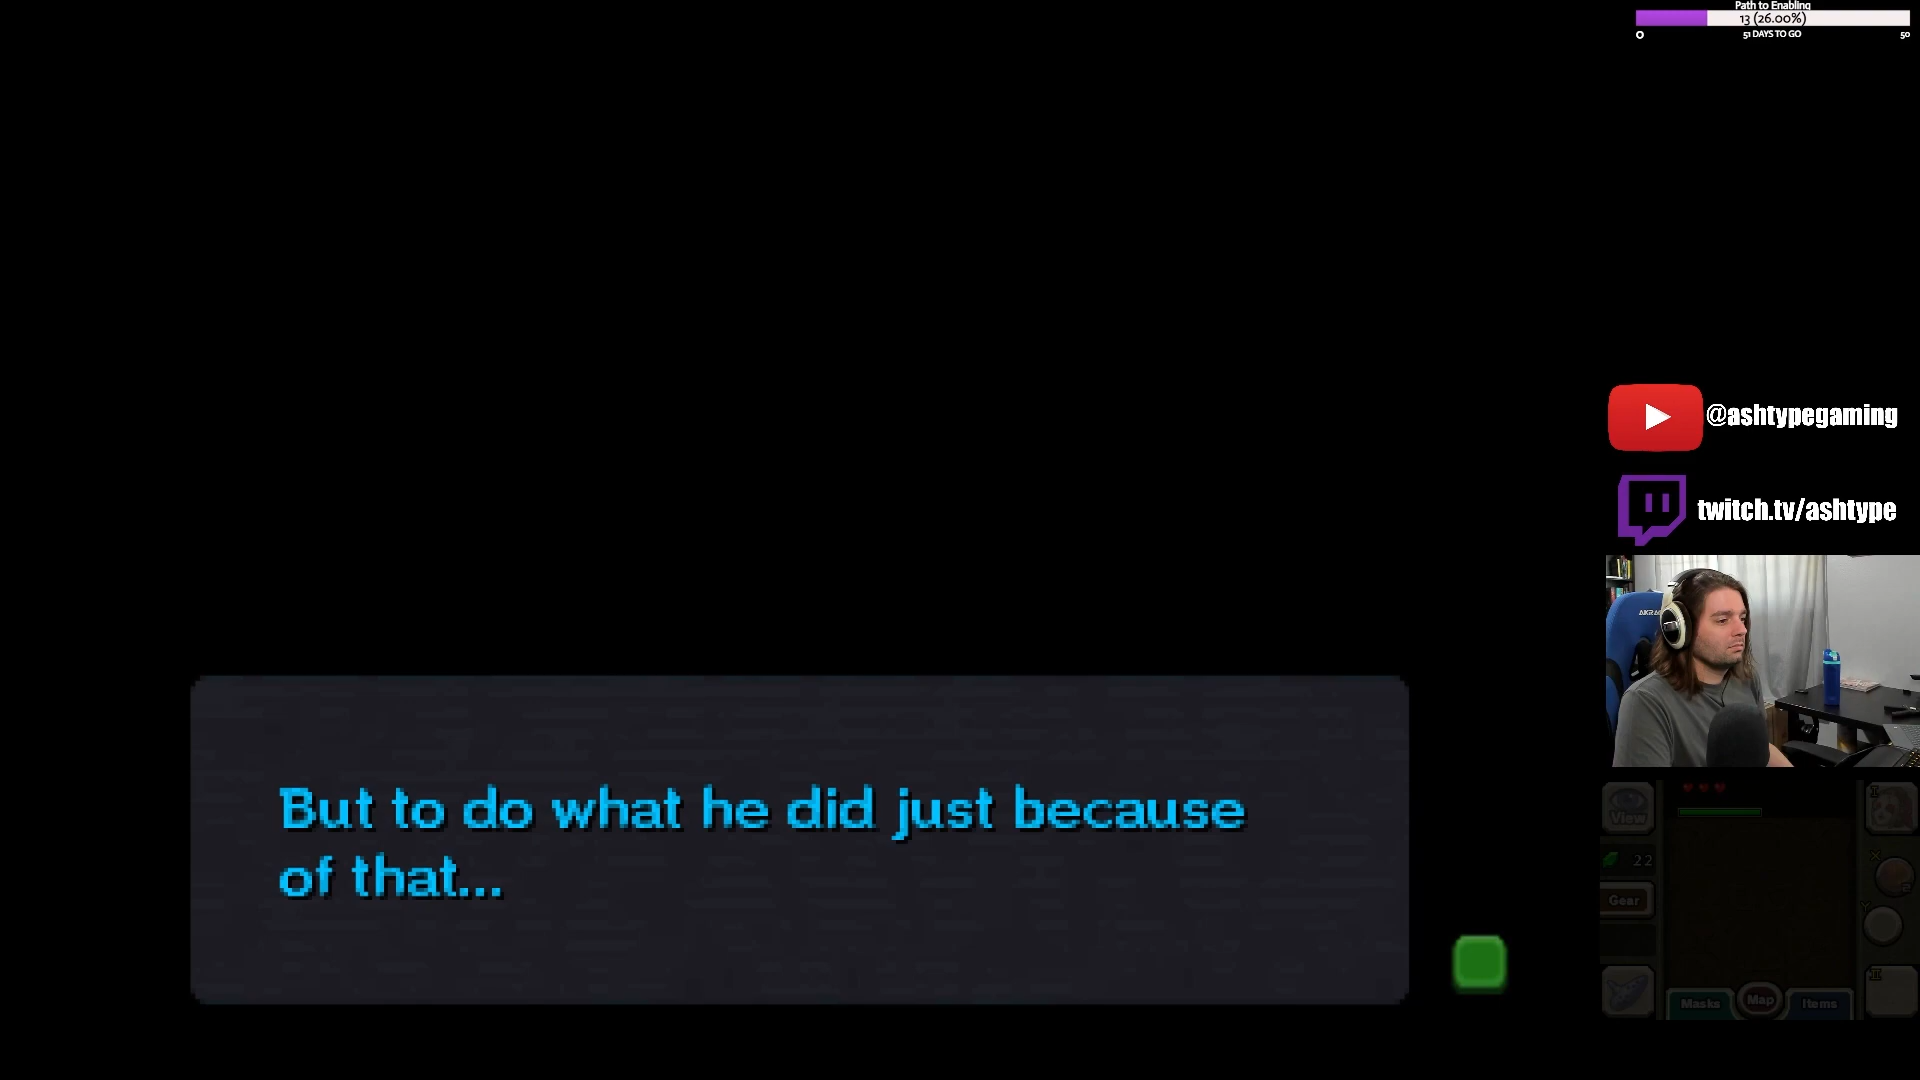 Path to Enabling
13 (26.00%)
0 51 DAYS TO GO 50
@ashtypegaming
twitch.tv/ashtype
But to do what he did just because
of that...
View
22
Gear
I
X
Y
II
Masks Map Items